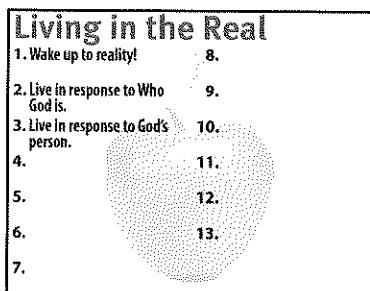 Living in the Real
1. Wake up to reality!
2. Live in response to Who
God is.
3. Live in response to God's
person.
4.
5.
6.
7.
8.
9.
10.
11.
12.
13.